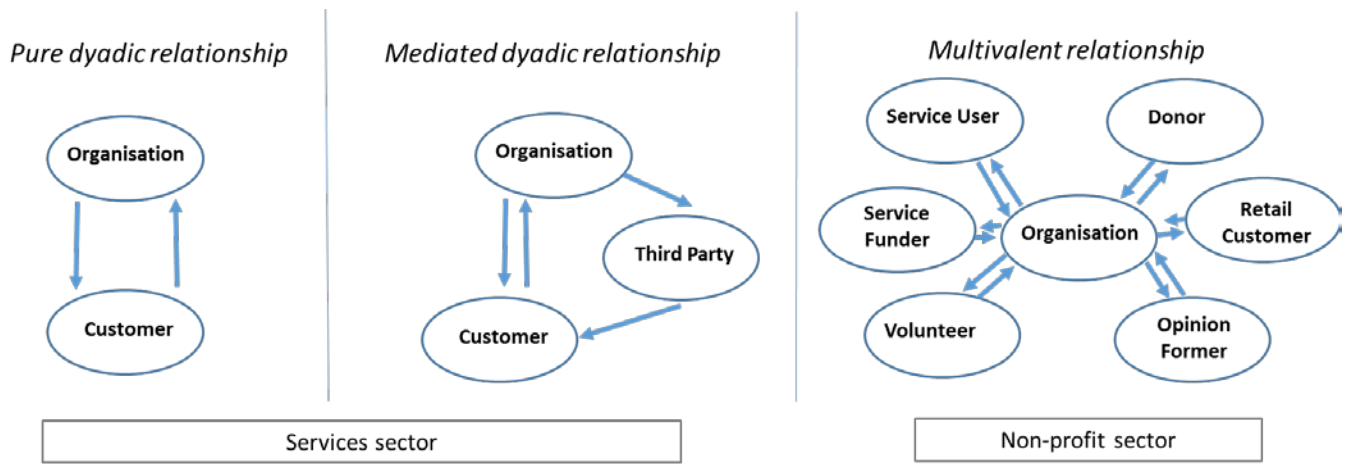 Pure dyadic relationship
Organisation
Customer
Mediated dyadic relationship
Organisation
Third Party
Customer
Services sector
Multivalent relationship
Service User
Donor
Service
Funder
Organisation
Retail
Customer
Volunteer
Opinion
Former
Non-profit sector